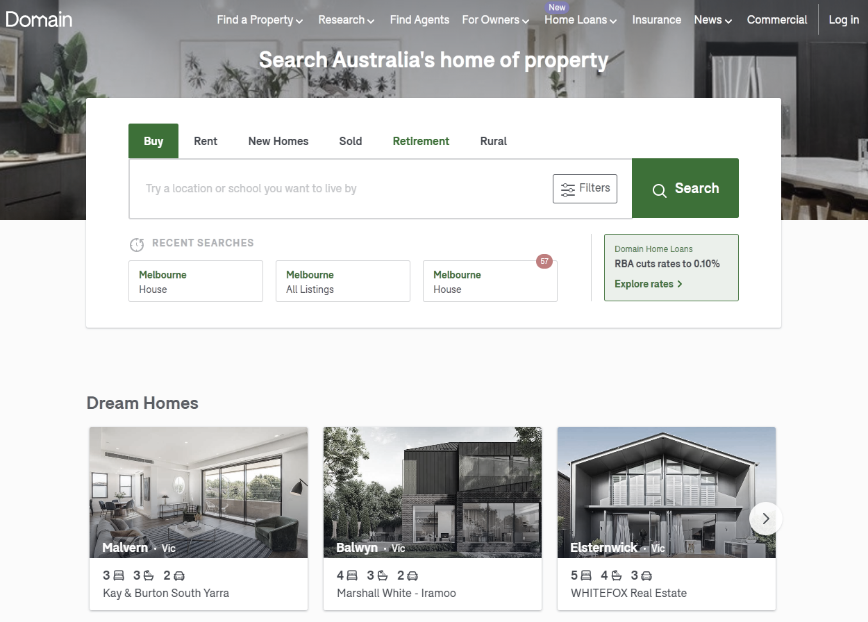 Domain
Find a Property Research Find Agents For Owners New Home Loans Insurance News Commercial Log in
Search Australia's home of property
Buy Rent New Homes Sold Retirement Rural
Try a location or school you want to live by Filters Search
RECENT SEARCHES
Melbourne
House
Melbourne
All Listings
57
Melbourne
House
Domain Home Loans
RBA cuts rates to 0.10%
Explore rates
Dream Homes
Malvern · Vic
3 3 2
Kay & Burton South Yarra
Balwyn · Vic
4 3 2
Marshall White - Iramoo
Elsternwick · Vic
5 4 3
WHITEFOX Real Estate